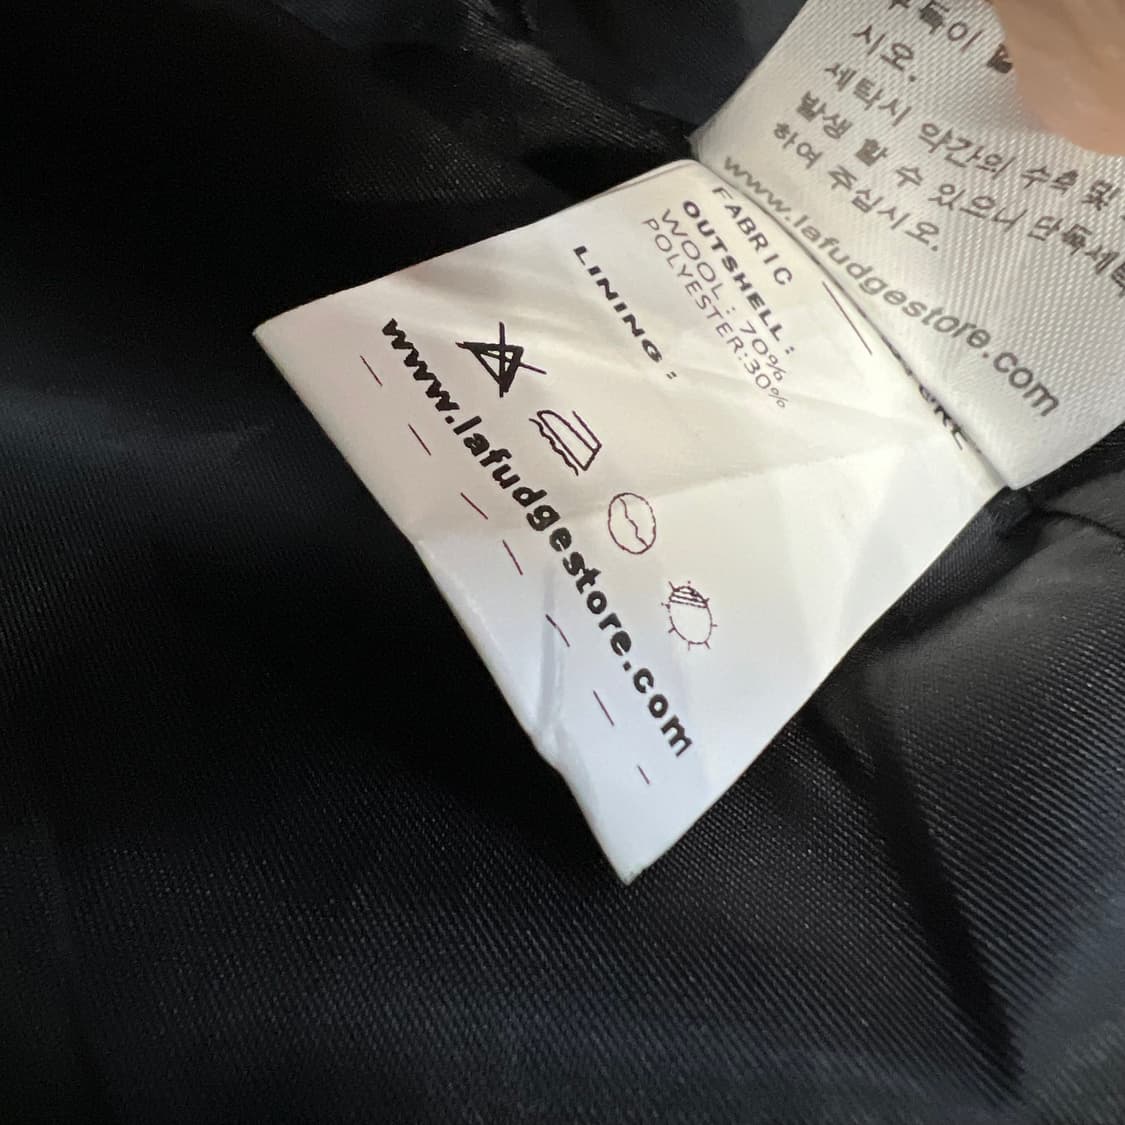 시오.
세탁시 약간의 수축 및
발생 할 수 있으니 단독세탁
하여 주십시오.
www.lafudgestore.com
FABRIC
OUTSHELL :
WOOL : 70%
POLYESTER:30%
LINING :
www.lafudgestore.com